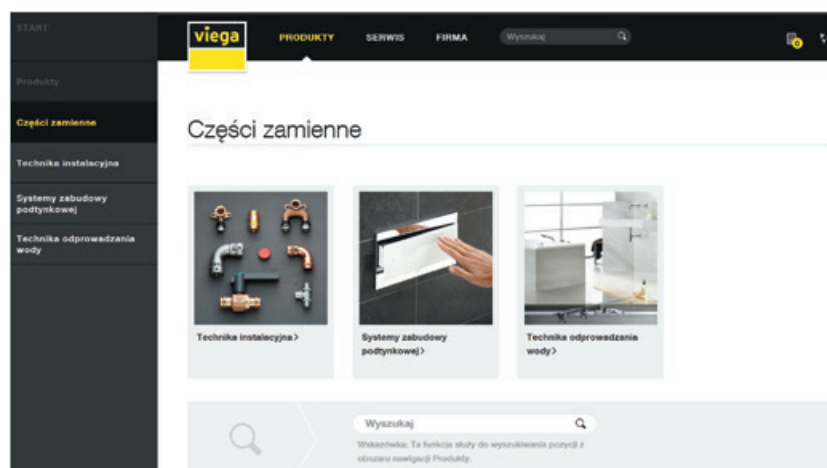 START
Produkty
Części zamienne
Technika instalacyjna
Systemy zabudowy
podtynkowej
Technika odprowadzania
wody
viega
PRODUKTY SERWIS FIRMA Wyszukaj
0
Części zamienne
Technika instalacyjna>
Systemy zabudowy
podtynkowej>
Technika odprowadzania
wody>
Wyszukaj
Wskazówka: Ta funkcja służy do wyszukiwania pozycji z
obszaru nawigacji Produkty.